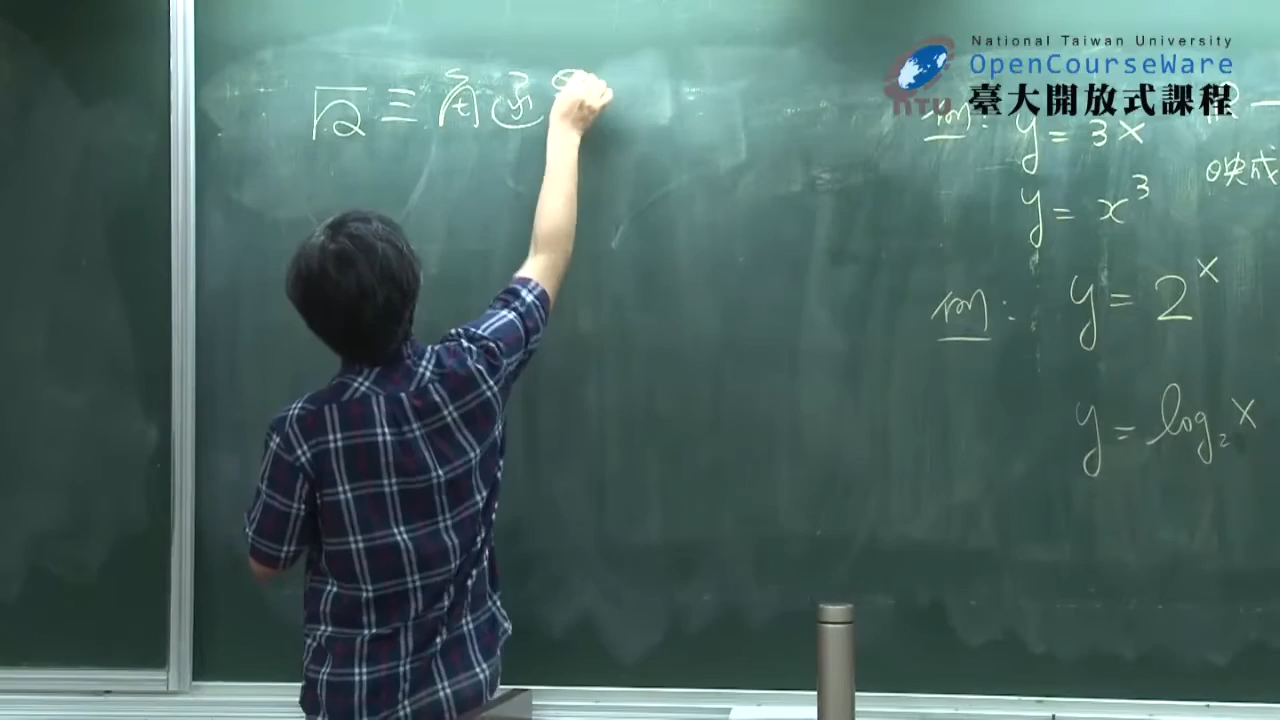 National Taiwan University
OpenCourseWare
NTU 臺大開放式課程
反三角函
例: y = 3x
映成
y = x³
例: y = 2ˣ
y = log₂x